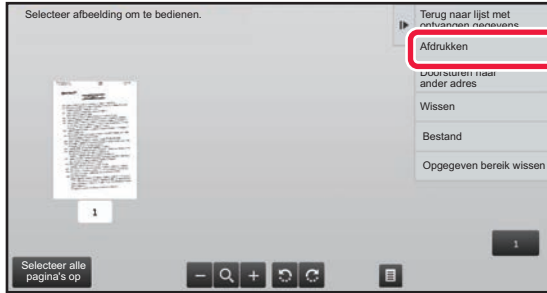 Selecteer afbeelding om te bedienen.
Terug naar lijst met
ontvangen gegevens
Afdrukken
Doorsturen naar
ander adres
Wissen
Bestand
Opgegeven bereik wissen
1
1
Selecteer alle
pagina's op